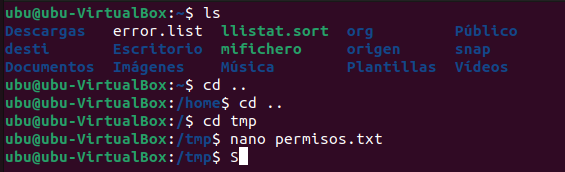 ubu@ubu-VirtualBox:~$ ls
Descargas error.list llistat.sort org Público
desti Escritorio mifichero origen snap
Documentos Imágenes Música Plantillas Vídeos
ubu@ubu-VirtualBox:~$ cd ..
ubu@ubu-VirtualBox:/home$ cd ..
ubu@ubu-VirtualBox:/$ cd tmp
ubu@ubu-VirtualBox:/tmp$ nano permisos.txt
ubu@ubu-VirtualBox:/tmp$ S